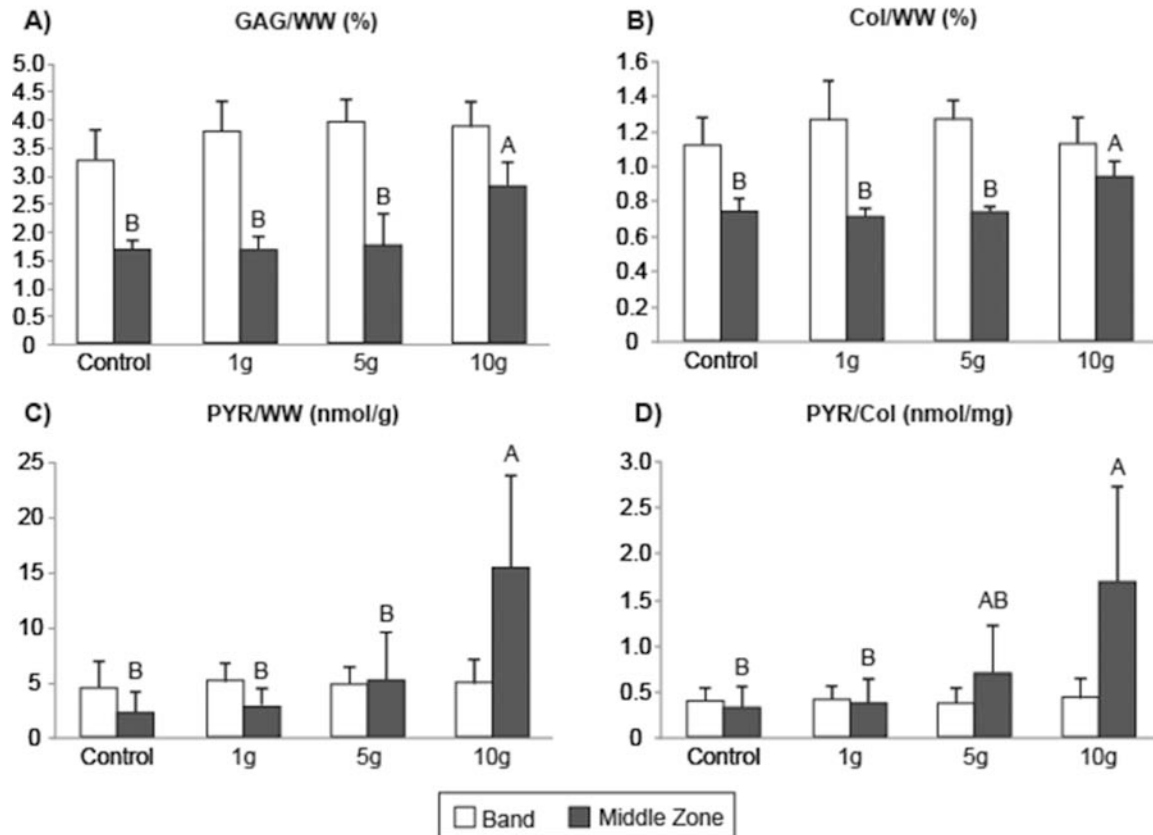 A) GAG/WW (%)
5.0
4.5
4.0
3.5
3.0
2.5
2.0
1.5
1.0
0.5
0
B
B
B
A
Control 1g 5g 10g
B) Col/WW (%)
1.6
1.4
1.2
1.0
0.8
0.6
0.4
0.2
0
B
B
B
A
Control 1g 5g 10g
C) PYR/WW (nmol/g)
25
20
15
10
5
0
B
B
B
A
Control 1g 5g 10g
D) PYR/Col (nmol/mg)
3.0
2.5
2.0
1.5
1.0
0.5
0
B
B
AB
A
Control 1g 5g 10g
Band Middle Zone